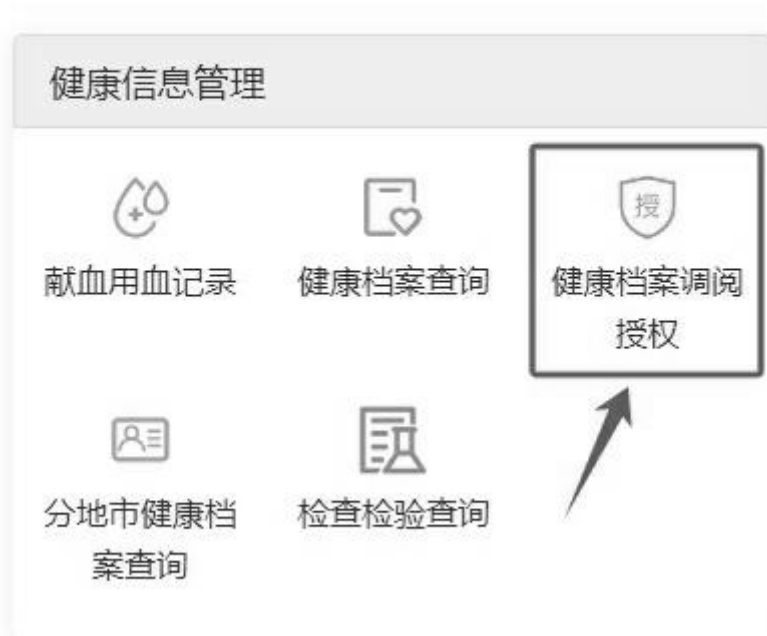 健康信息管理
授
献血用血记录
健康档案查询
健康档案调阅
授权
分地市健康档
案查询
检查检验查询